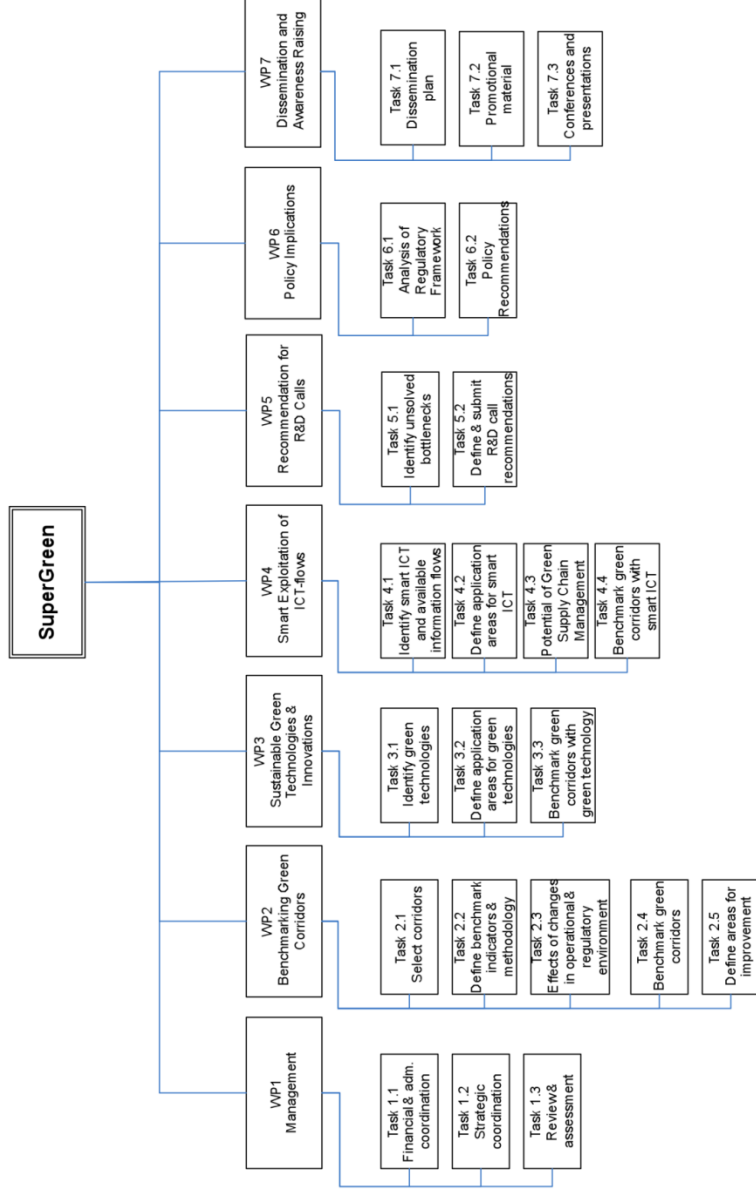 SuperGreen
WP1
Management
Task 1.1
Financial & adm.
coordination
Task 1.2
Strategic
coordination
Task 1.3
Review &
assessment
WP2
Benchmarking Green
Corridors
Task 2.1
Select corridors
Task 2.2
Define benchmark
indicators &
methodology
Task 2.3
Effects of changes
in operational &
regulatory
environment
Task 2.4
Benchmark green
corridors
Task 2.5
Define areas for
improvement
WP3
Sustainable Green
Technologies &
Innovations
Task 3.1
Identify green
technologies
Task 3.2
Define application
areas for green
technologies
Task 3.3
Benchmark green
corridors with
green technology
WP4
Smart Exploitation of
ICT-flows
Task 4.1
Identify smart ICT
and available
information flows
Task 4.2
Define application
areas for smart
ICT
Task 4.3
Potential of Green
Supply Chain
Management
Task 4.4
Benchmark green
corridors with
smart ICT
WP5
Recommendation for
R&D Calls
Task 5.1
Identify unsolved
bottlenecks
Task 5.2
Define & submit
R&D call
recommendations
WP6
Policy Implications
Task 6.1
Analysis of
Regulatory
Framework
Task 6.2
Policy
Recommendations
WP7
Dissemination and
Awareness Raising
Task 7.1
Dissemination
plan
Task 7.2
Promotional
material
Task 7.3
Conferences and
presentations